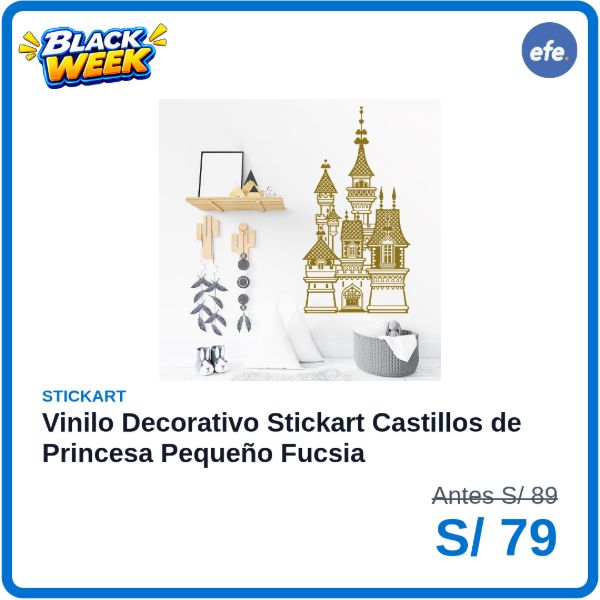 BLACK
WEEK
efe.
STICKART
Vinilo Decorativo Stickart Castillos de
Princesa Pequeño Fucsia
Antes S/ 89
S/ 79